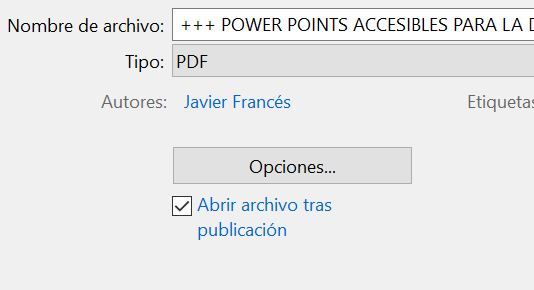 Nombre de archivo: +++ POWER POINTS ACCESIBLES PARA LA
Tipo: PDF
Autores: Javier Francés Etiquetas
Opciones...
Abrir archivo tras
publicación